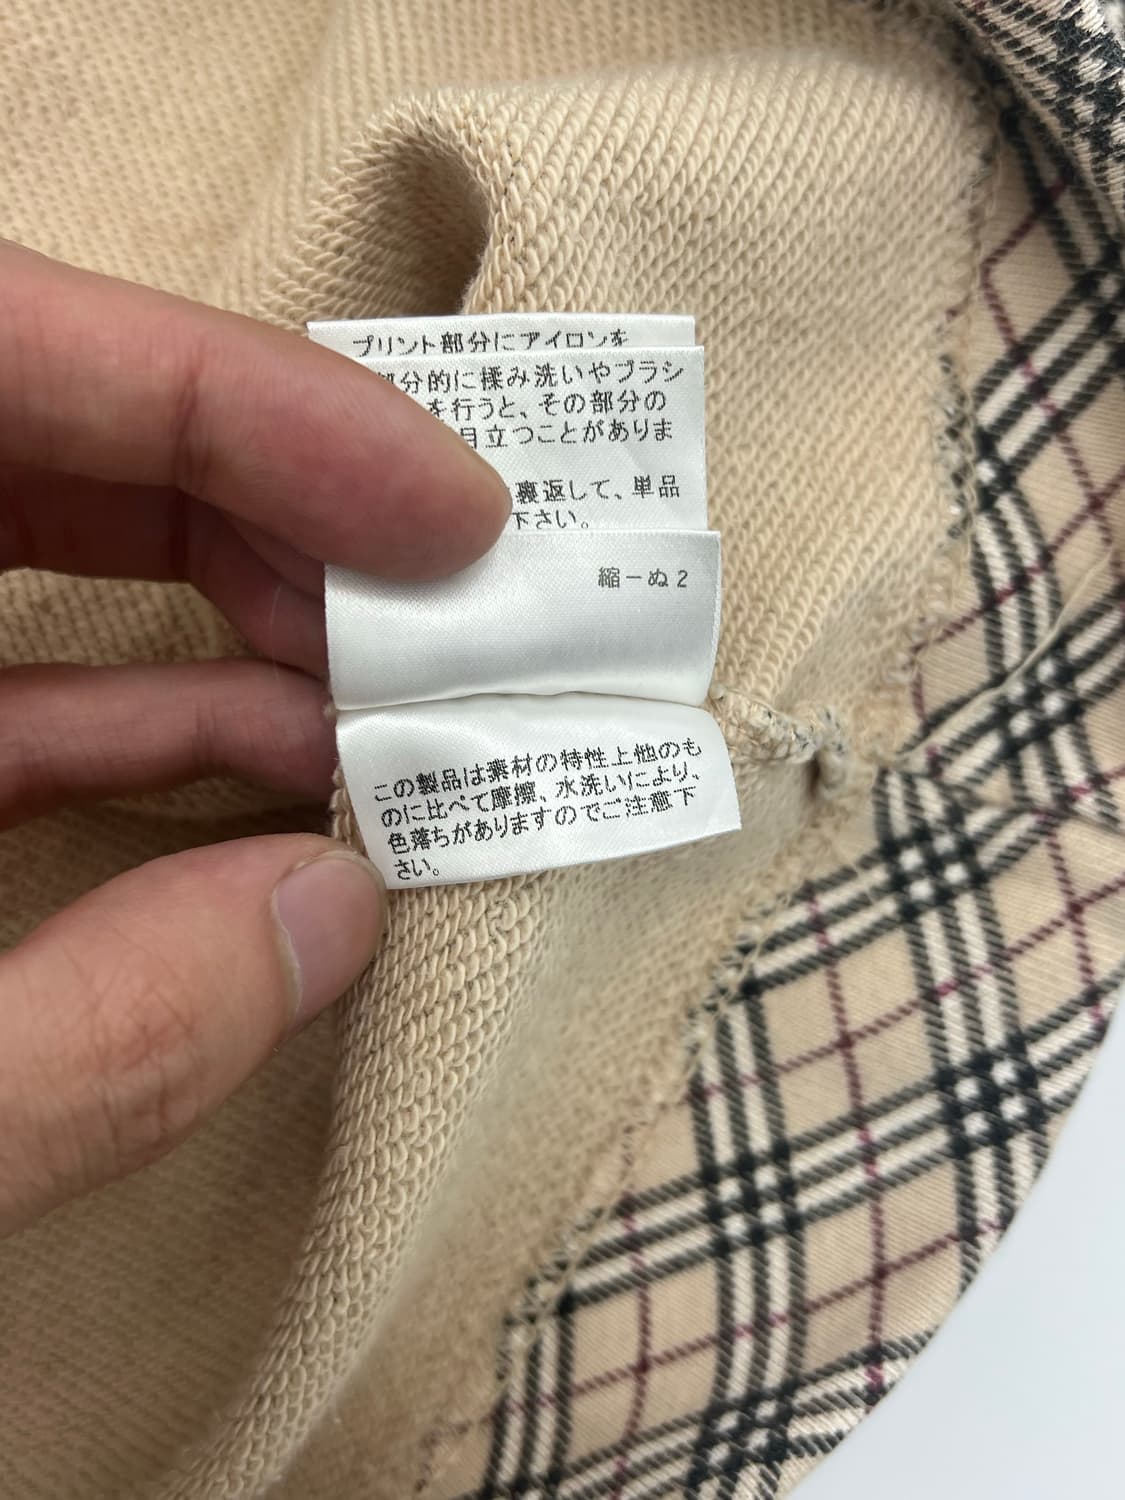 プリント部分にアイロンを
部分的に揉み洗いやブラシ
を行うと、その部分の
目立つことがありま
裏返して、単品
下さい。
縮ーぬ2
この製品は素材の特性上他のも
のに比べて摩擦、水洗いにより、
色落ちがありますのでご注意下
さい。